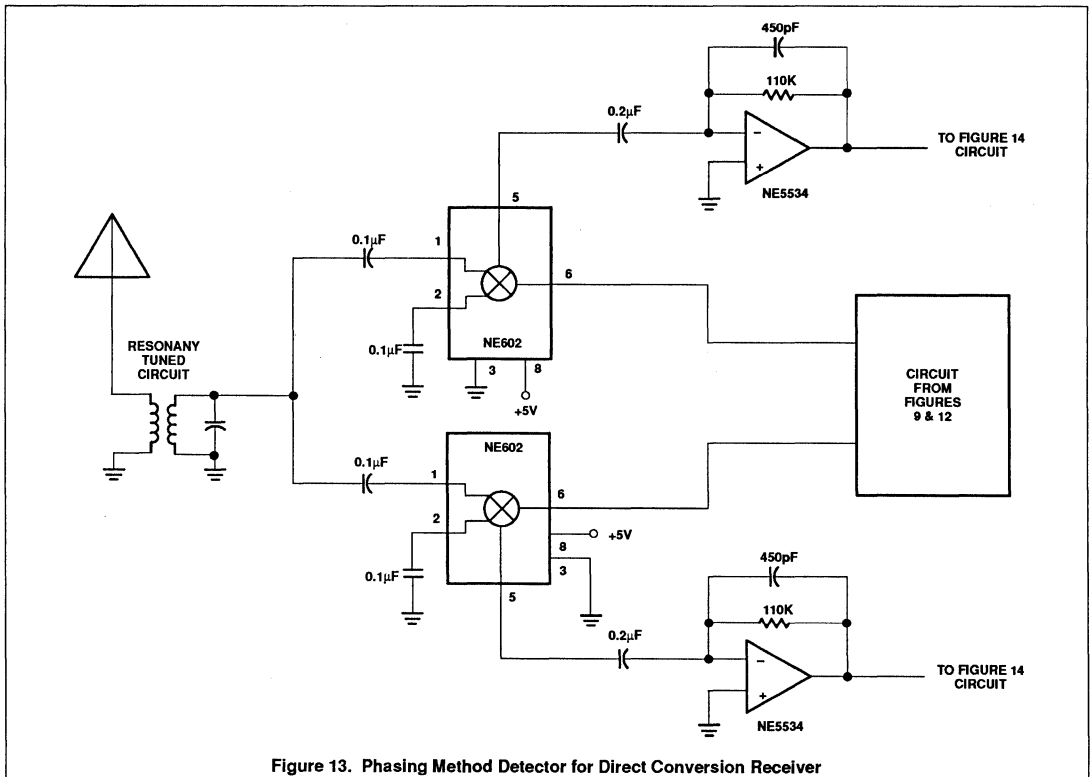 450pF
110K
0.2µF
−
+
NE5534
TO FIGURE 14
CIRCUIT
5
0.1µF
1
2
6
0.1µF
NE602
3
8
+5V
RESONANY
TUNED
CIRCUIT
CIRCUIT
FROM
FIGURES
9 & 12
NE602
0.1µF
1
2
6
+5V
8
3
0.1µF
5
450pF
110K
0.2µF
−
+
NE5534
TO FIGURE 14
CIRCUIT
Figure 13. Phasing Method Detector for Direct Conversion Receiver